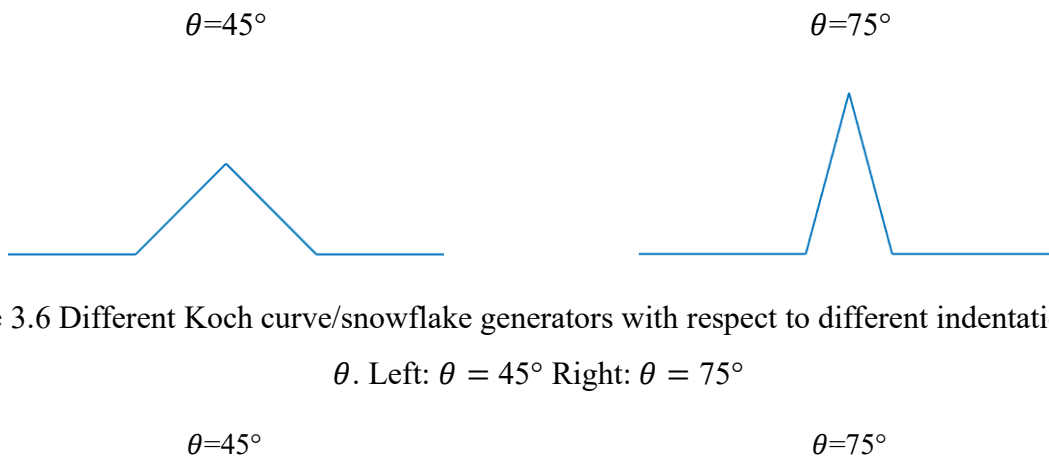 θ=45° θ=75°
3.6 Different Koch curve/snowflake generators with respect to different
θ. Left: θ = 45° Right: θ = 75°
θ=45° θ=75°